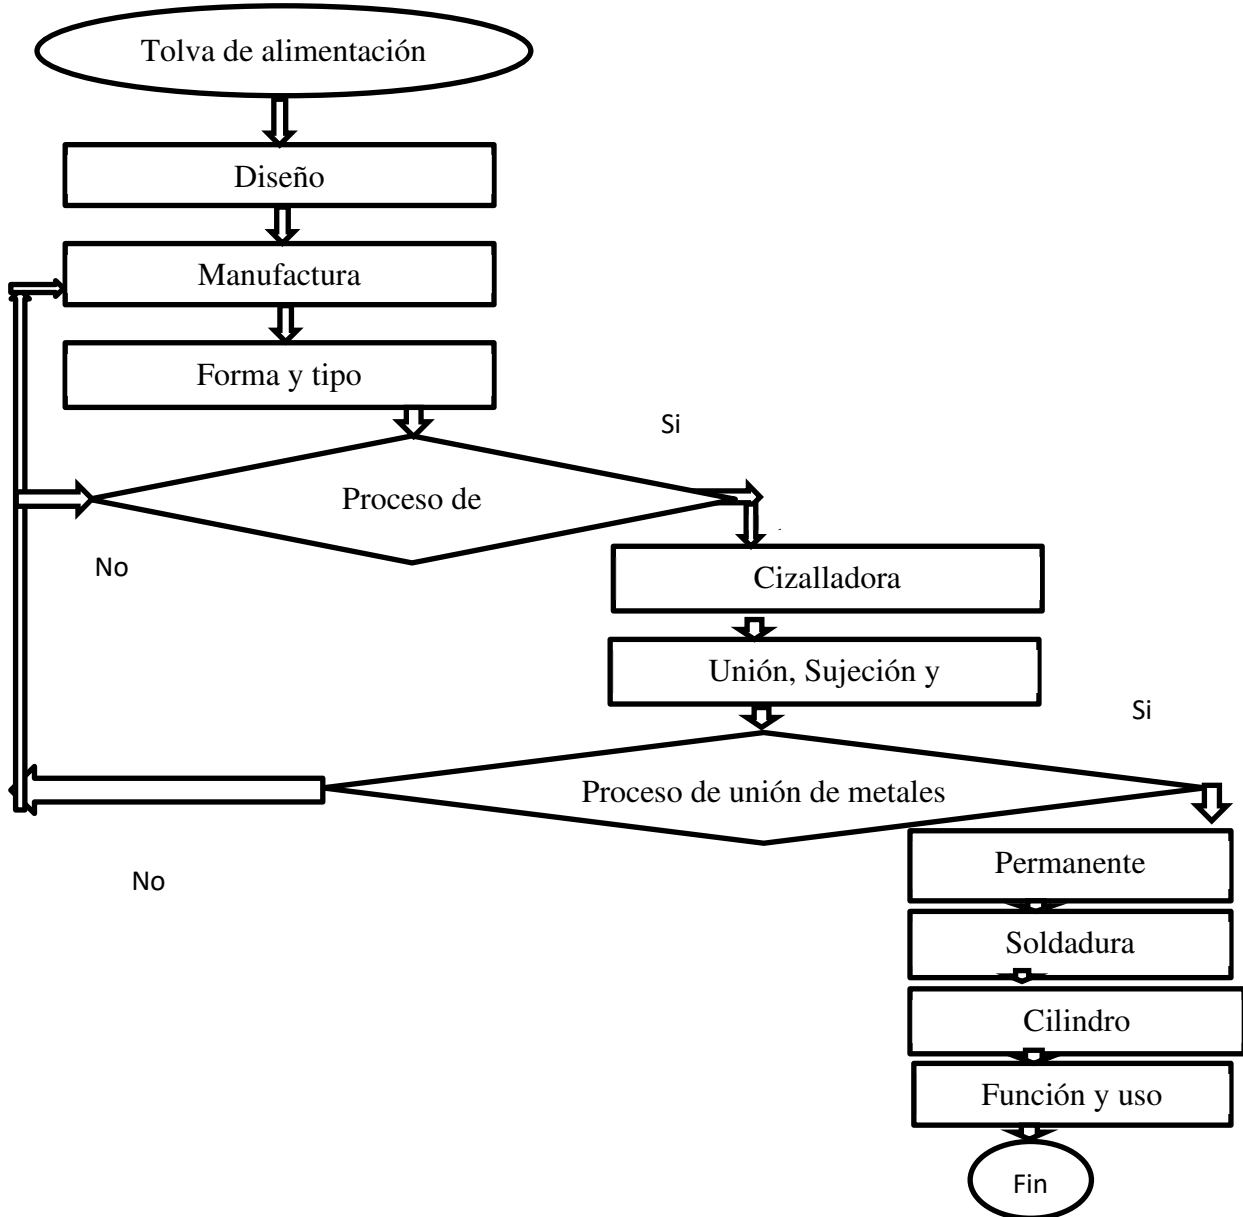 Tolva de alimentación
Diseño
Manufactura
Forma y tipo
Si
Proceso de
No
Cizalladora
Unión, Sujeción y
Si
Proceso de unión de metales
No
Permanente
Soldadura
Cilindro
Función y uso
Fin